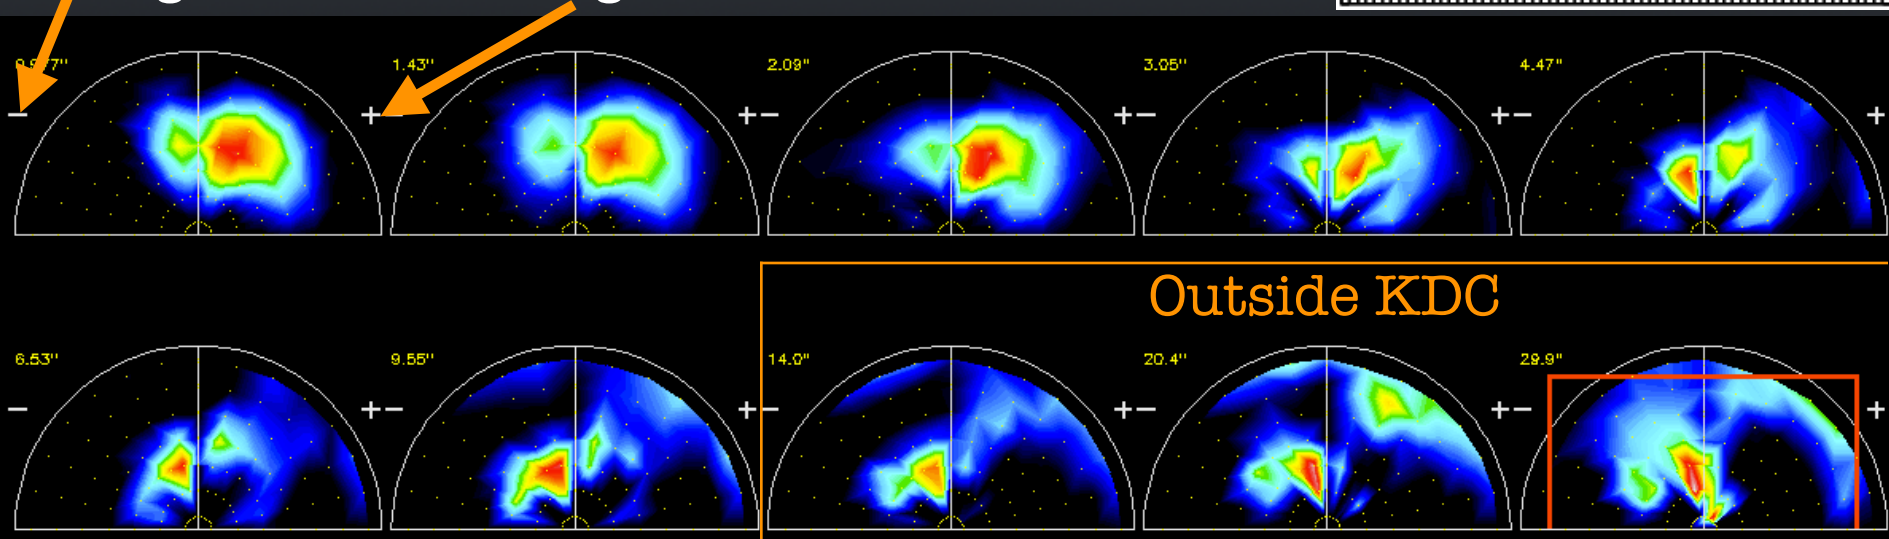 1.43" 2.09" 3.05" 4.47"
− + − + − + − +
Outside KDC
6.53" 9.55" 14.0" 20.4" 29.9"
− + − + − + − + − +